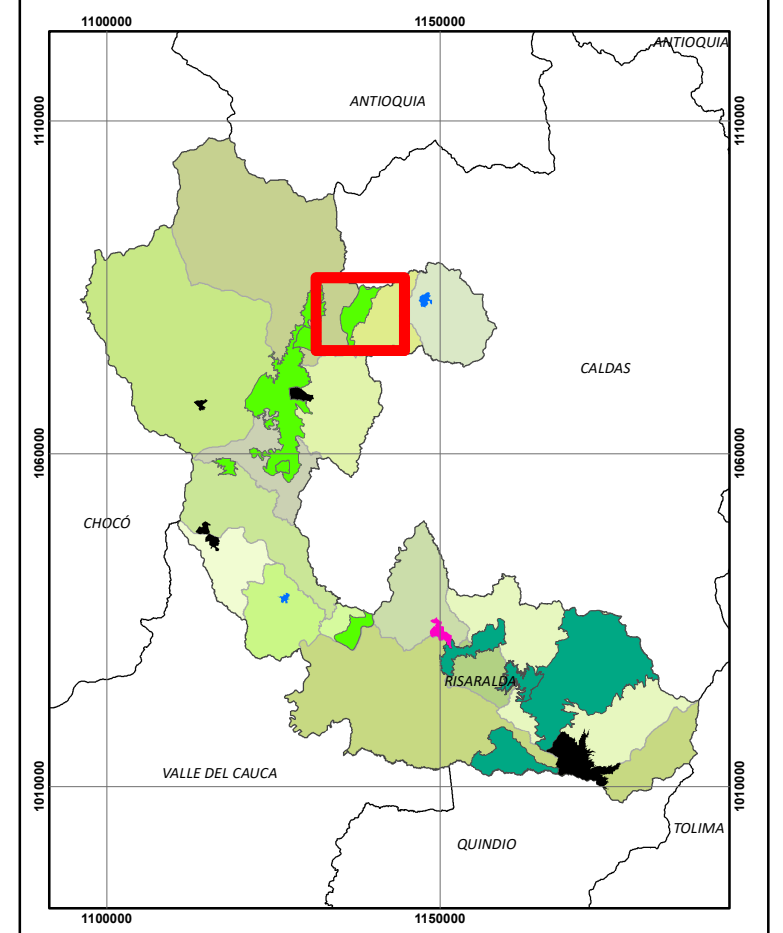 1100000 1150000
ANTIOQUIA
ANTIOQUIA
1110000 1110000
CALDAS
1060000 1060000
CHOCÓ
RISARALDA
VALLE DEL CAUCA
1010000 1010000
TOLIMA
QUINDIO
1100000 1150000